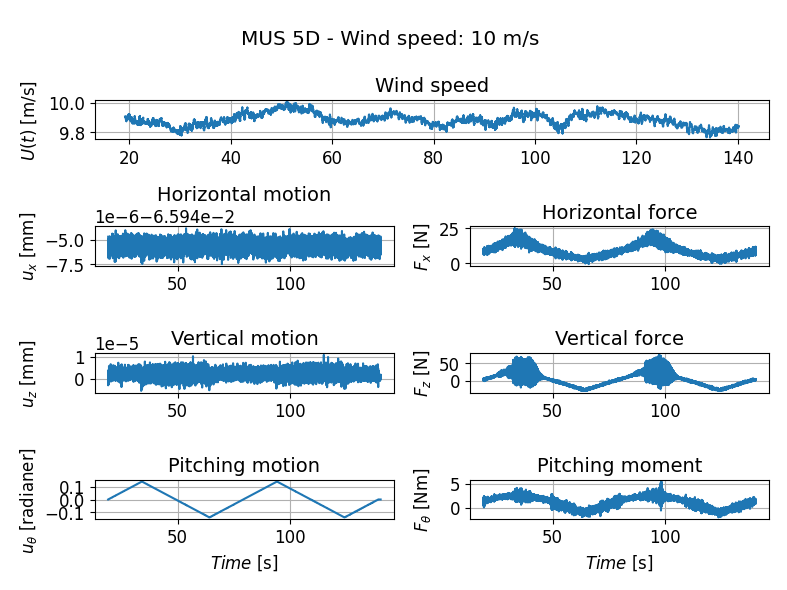 MUS 5D - Wind speed: 10 m/s
Wind speed
U(t) [m/s]
10.0
9.8
20 40 60 80 100 120 140
Horizontal motion
1e−6−6.594e−2
u_x [mm]
−5.0
−7.5
50 100
Horizontal force
F_x [N]
25
0
50 100
Vertical motion
1e−5
u_z [mm]
1
0
50 100
Vertical force
F_z [N]
50
0
50 100
Pitching motion
u_θ [radianer]
0.1
0.0
−0.1
50 100
Time [s]
Pitching moment
F_θ [Nm]
5
0
50 100
Time [s]